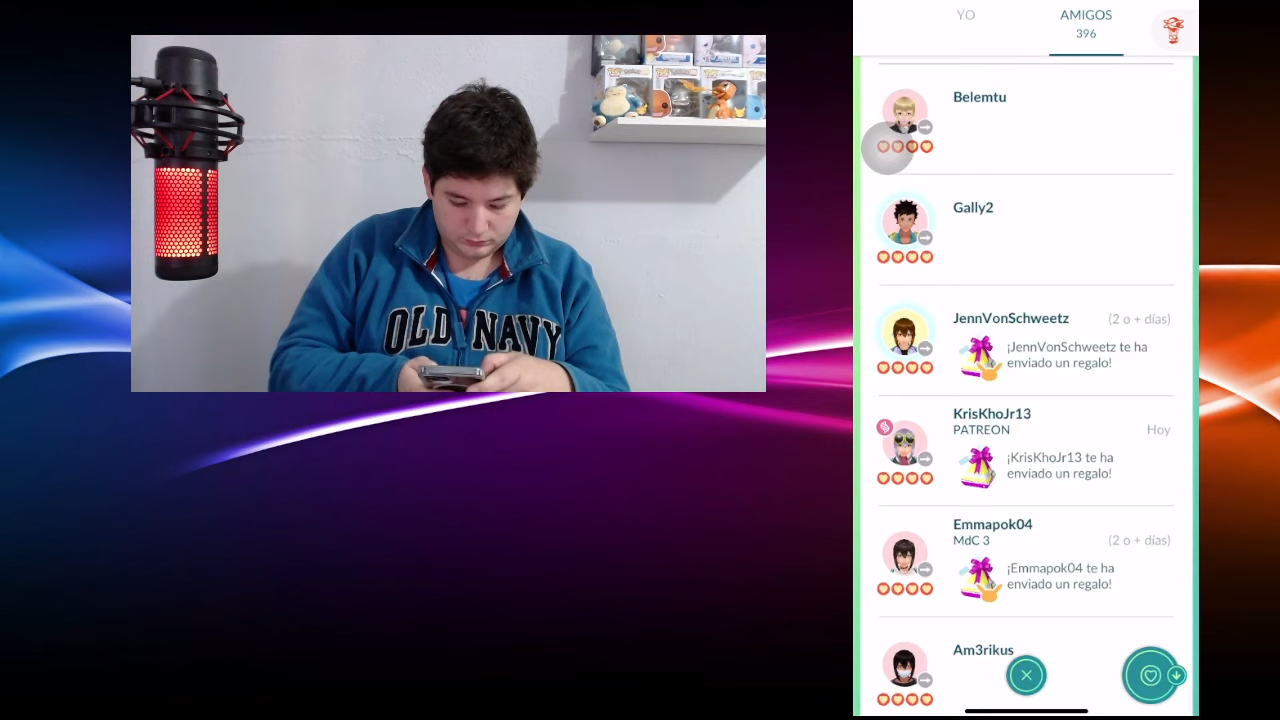 YO
AMIGOS
396
Belemtu
Gally2
JennVonSchweetz
(2 o + días)
¡JennVonSchweetz te ha
enviado un regalo!
KrisKhoJr13
PATREON
Hoy
¡KrisKhoJr13 te ha
enviado un regalo!
Emmapok04
MdC 3
(2 o + días)
¡Emmapok04 te ha
enviado un regalo!
Am3rikus
OLD NAVY